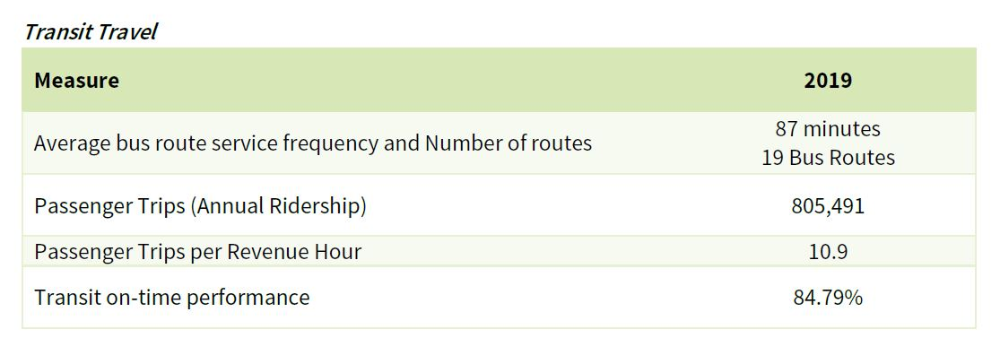 Transit Travel
Measure 2019
Average bus route service frequency and Number of routes 87 minutes
19 Bus Routes
Passenger Trips (Annual Ridership) 805,491
Passenger Trips per Revenue Hour 10.9
Transit on-time performance 84.79%